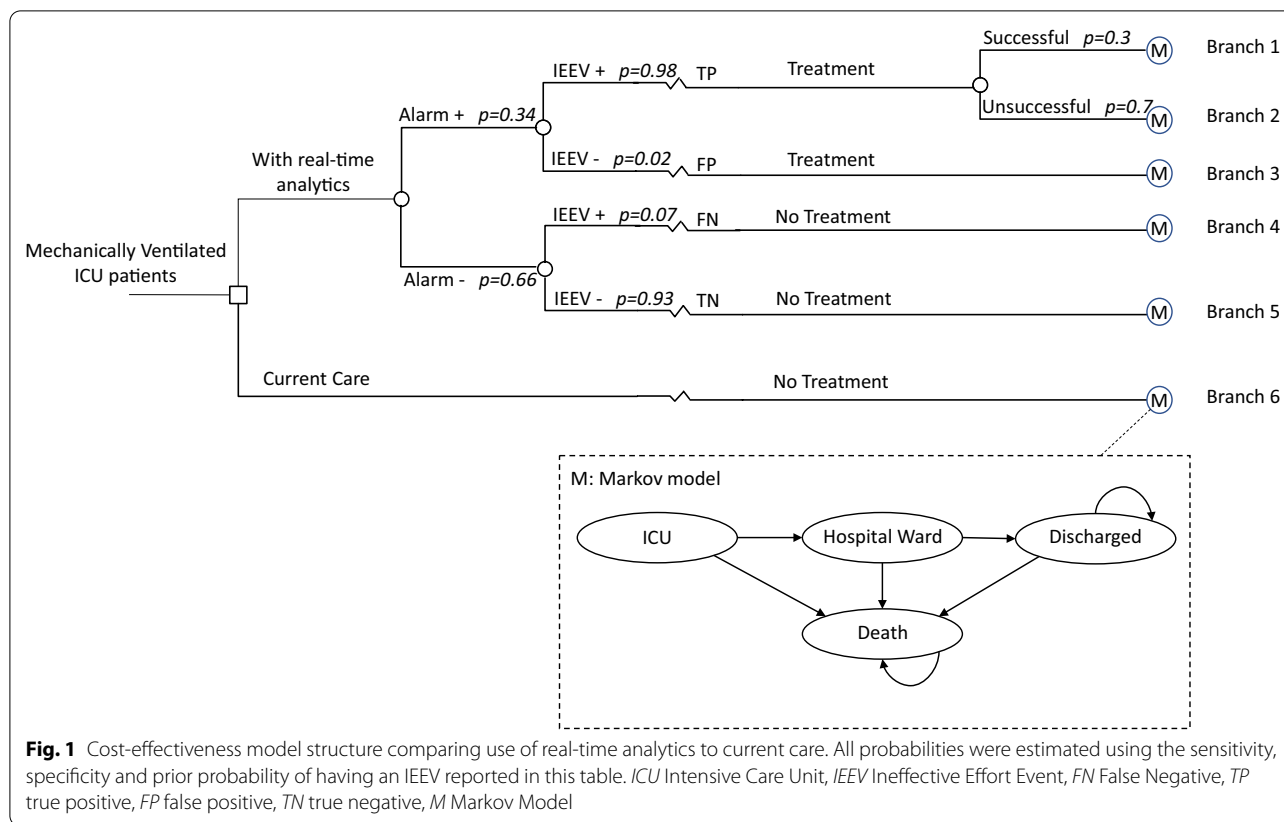 Successful p=0.3
Branch 1
IEEV + p=0.98 TP
Treatment
Unsuccessful p=0.7
Branch 2
Alarm + p=0.34
With real-time
analytics
IEEV - p=0.02 FP
Treatment
Branch 3
IEEV + p=0.07 FN
No Treatment
Branch 4
Mechanically Ventilated
ICU patients
Alarm - p=0.66
IEEV - p=0.93 TN
No Treatment
Branch 5
Current Care
No Treatment
Branch 6
M
M
M
M
M
M
M: Markov model
ICU
Hospital Ward
Discharged
Death
Fig. 1 Cost-effectiveness model structure comparing use of real-time analytics to current care. All probabilities were estimated using the sensitivity,
specificity and prior probability of having an IEEV reported in this table. ICU Intensive Care Unit, IEEV Ineffective Effort Event, FN False Negative, TP
true positive, FP false positive, TN true negative, M Markov Model